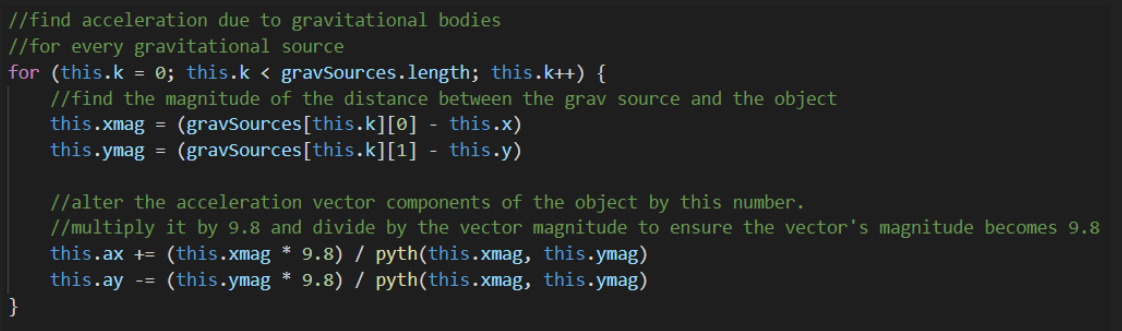 //find acceleration due to gravitational bodies
//for every gravitational source
for (this.k = 0; this.k < gravSources.length; this.k++) {
    //find the magnitude of the distance between the grav source and the object
    this.xmag = (gravSources[this.k][0] - this.x)
    this.ymag = (gravSources[this.k][1] - this.y)

    //alter the acceleration vector components of the object by this number.
    //multiply it by 9.8 and divide by the vector magnitude to ensure the vector's magnitude becomes 9.8
    this.ax += (this.xmag * 9.8) / pyth(this.xmag, this.ymag)
    this.ay -= (this.ymag * 9.8) / pyth(this.xmag, this.ymag)
}